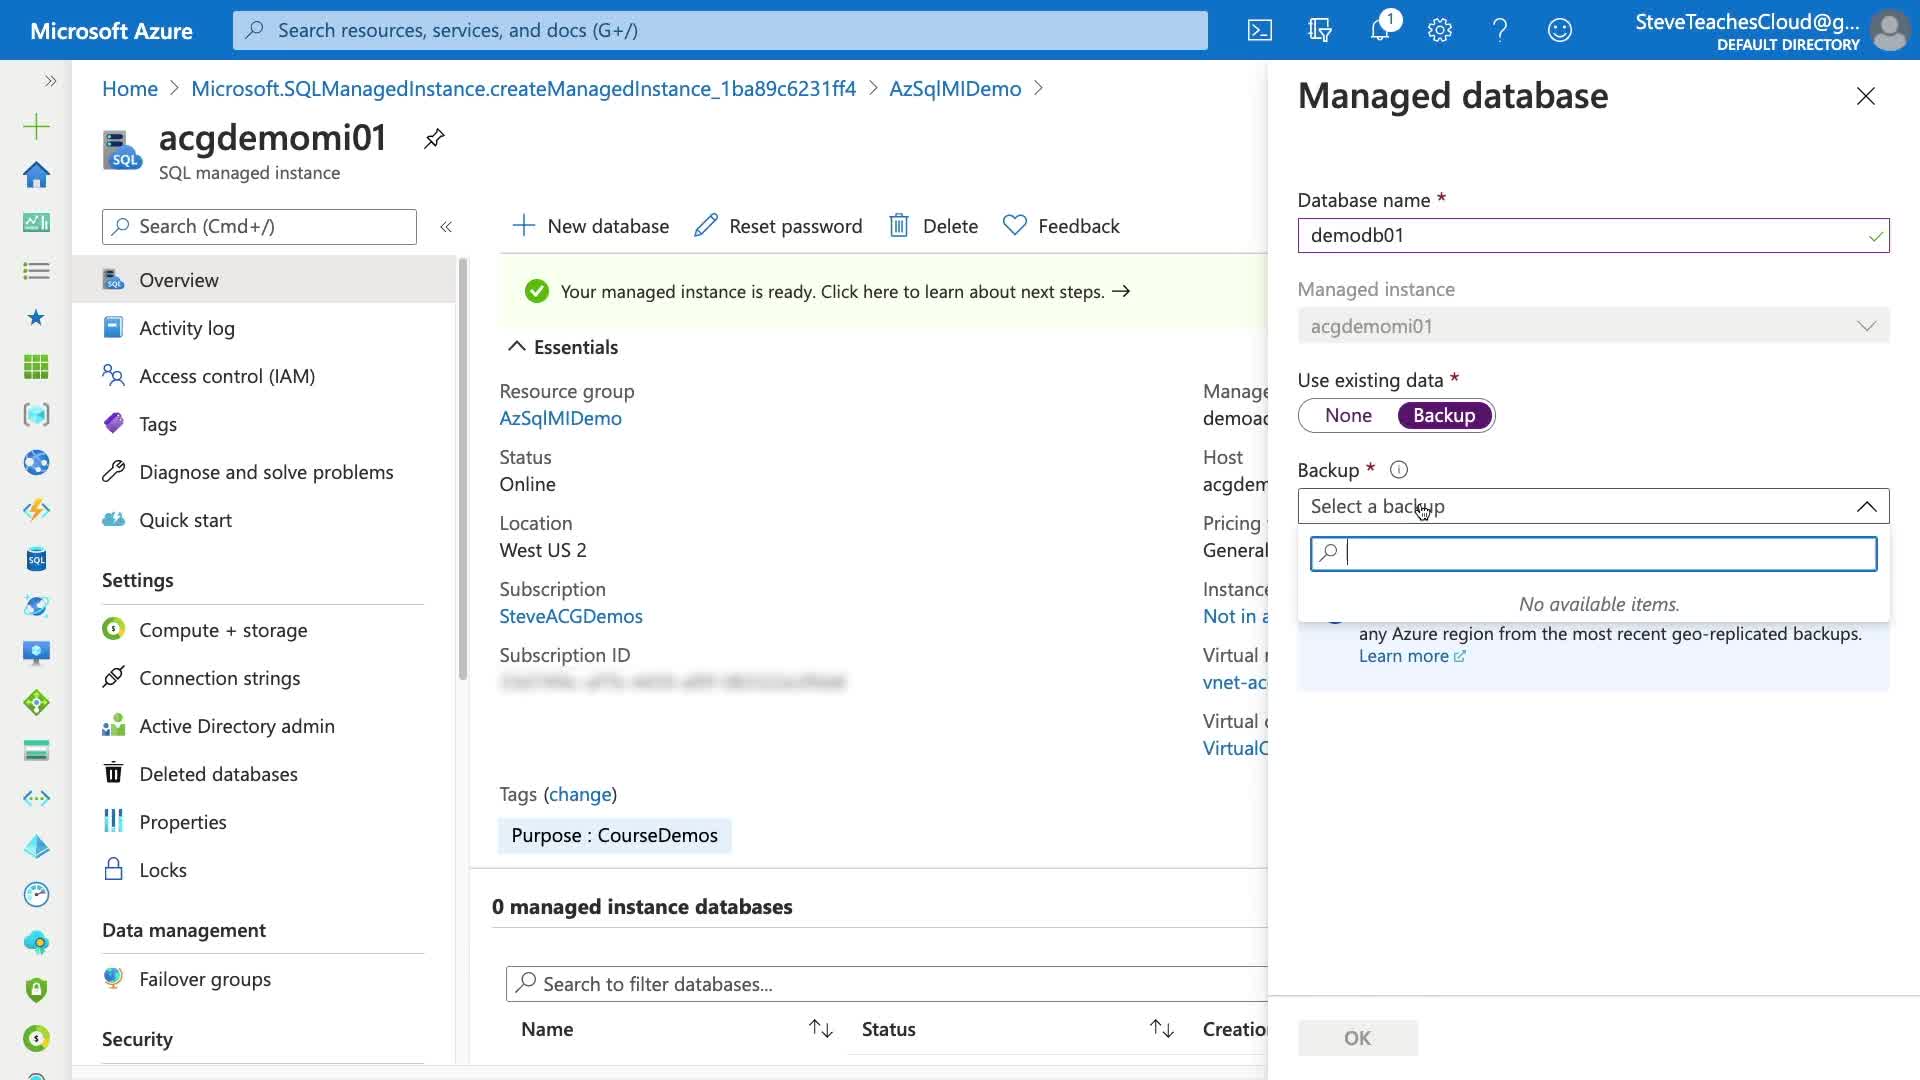 Microsoft Azure
Search resources, services, and docs (G+/)
1
SteveTeachesCloud@g...
DEFAULT DIRECTORY
Home > Microsoft.SQLManagedInstance.createManagedInstance_1ba89c6231ff4 > AzSqlMIDemo >
acgdemomi01
SQL managed instance
Search (Cmd+/)
Overview
Activity log
Access control (IAM)
Tags
Diagnose and solve problems
Quick start
Settings
Compute + storage
Connection strings
Active Directory admin
Deleted databases
Properties
Locks
Data management
Failover groups
Security
New database
Reset password
Delete
Feedback
Your managed instance is ready. Click here to learn about next steps. →
Essentials
Resource group
AzSqlMIDemo
Status
Online
Location
West US 2
Subscription
SteveACGDemos
Subscription ID
Manage
demoad
Host
acgdem
Pricing
General
Instance
Not in a
Virtual
vnet-ac
Virtual
VirtualC
Tags (change)
Purpose : CourseDemos
0 managed instance databases
Search to filter databases...
Name
Status
Creatio
Managed database
Database name *
demodb01
Managed instance
acgdemomi01
Use existing data *
None
Backup
Backup *
Select a backup
No available items.
any Azure region from the most recent geo-replicated backups.
Learn more
OK